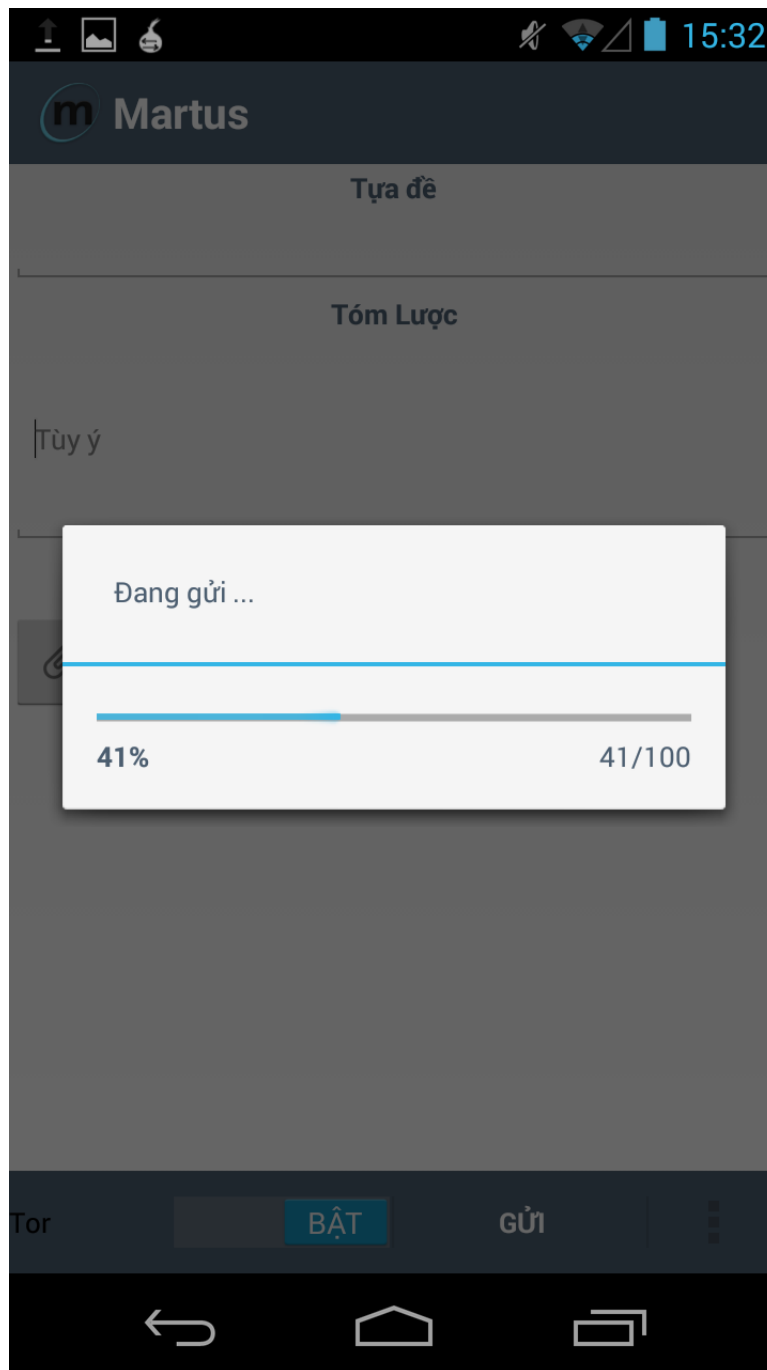 15:32
m Martus
Tựa đề
Tóm Lược
Tùy ý
Đang gửi ...
41% 41/100
Tor BẬT GỬI